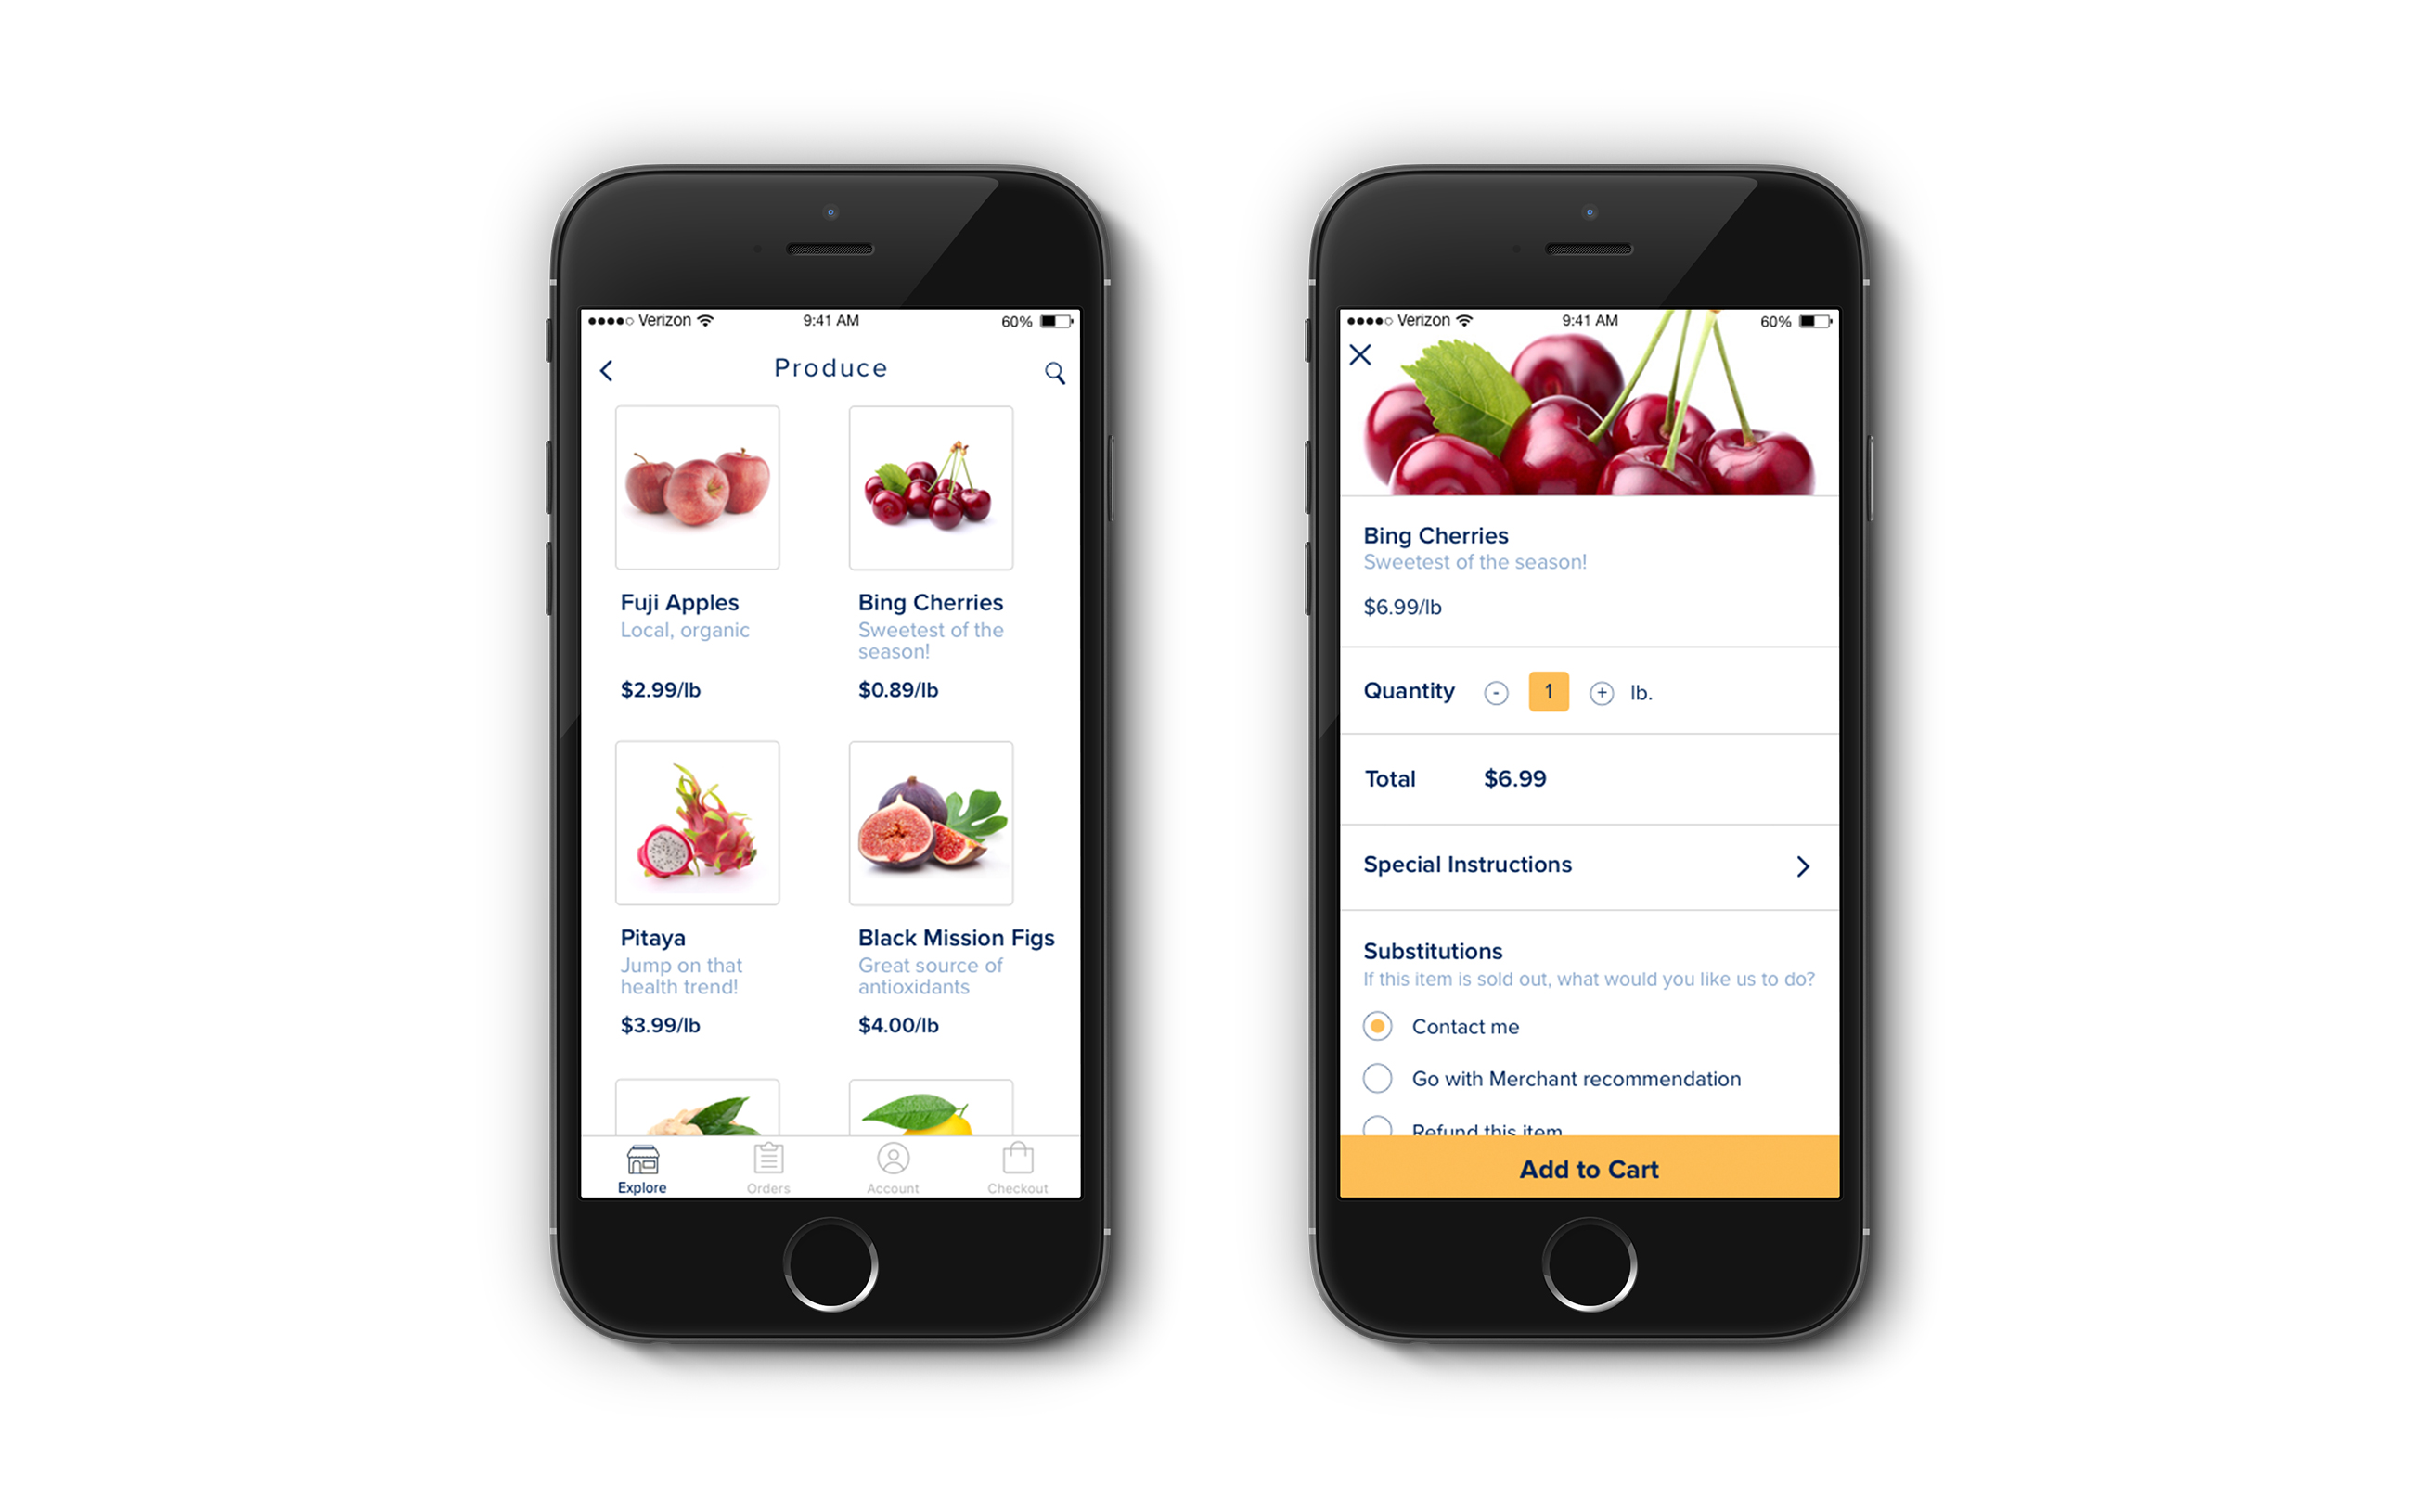 Verizon 9:41 AM 60%
Produce
Fuji Apples
Local, organic
$2.99/lb
Bing Cherries
Sweetest of the
season!
$0.89/lb
Pitaya
Jump on that
health trend!
$3.99/lb
Black Mission Figs
Great source of
antioxidants
$4.00/lb
Explore
Orders
Account
Checkout
Verizon 9:41 AM 60%
Bing Cherries
Sweetest of the season!
$6.99/lb
Quantity - 1 + lb.
Total $6.99
Special Instructions
Substitutions
If this item is sold out, what would you like us to do?
Contact me
Go with Merchant recommendation
Refund this item
Add to Cart